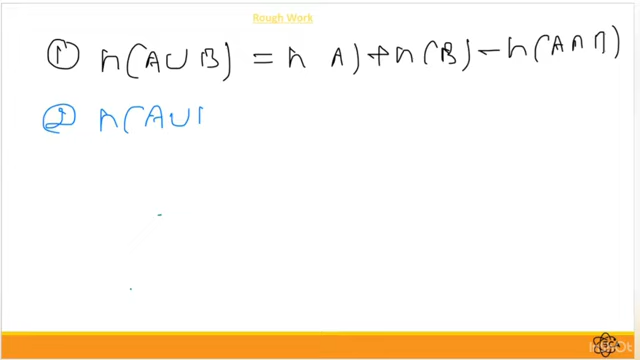 Rough Work
① n(A∪B) = n A) + n(B) - n(A∩B)
② n(A∪